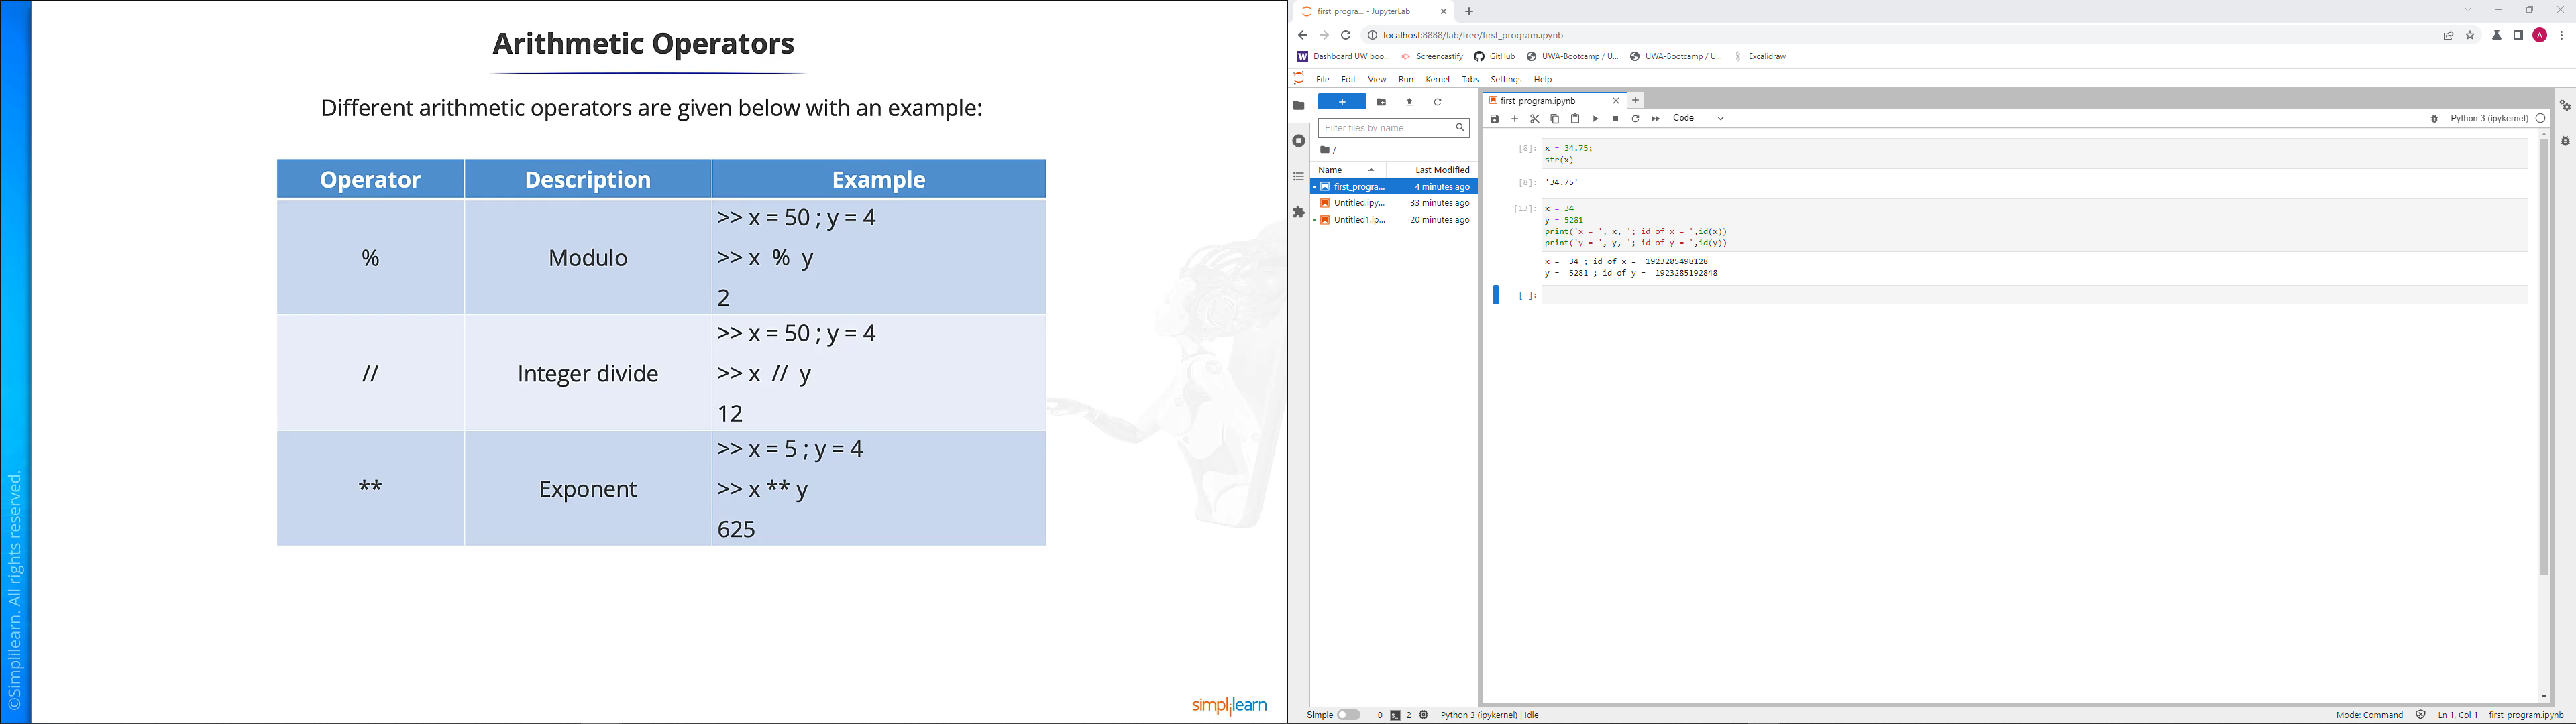 Arithmetic Operators
Different arithmetic operators are given below with an example:
Operator Description Example
% Modulo
>> x = 50 ; y = 4
>> x % y
2
// Integer divide
>> x = 50 ; y = 4
>> x // y
12
** Exponent
>> x = 5 ; y = 4
>> x ** y
625
©Simplilearn. All rights reserved.
simplilearn
first_progra... - JupyterLab
localhost:8888/lab/tree/first_program.ipynb
A
Dashboard UW boo... Screencastify GitHub UWA-Bootcamp / U... UWA-Bootcamp / U... Excalidraw
File Edit View Run Kernel Tabs Settings Help
Filter files by name
/
Name Last Modified
first_progra... 4 minutes ago
Untitled.ipy... 33 minutes ago
Untitled1.ip... 20 minutes ago
first_program.ipynb
Code
Python 3 (ipykernel)
[8]: x = 34.75;
str(x)
[8]: '34.75'
[13]: x = 34
y = 5281
print('x = ', x, '; id of x = ',id(x))
print('y = ', y, '; id of y = ',id(y))
x =  34 ; id of x =  1923205498128
y =  5281 ; id of y =  1923285192848
[ ]:
Simple 0 2 Python 3 (ipykernel) | Idle
Mode: Command Ln 1, Col 1 first_program.ipynb